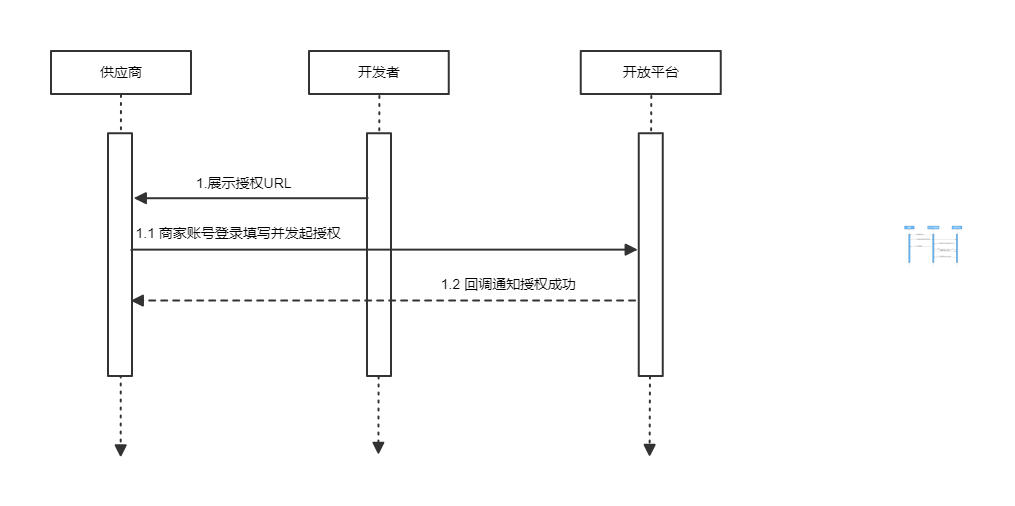 供应商
开发者
开放平台
1.展示授权URL
1.1 商家账号登录填写并发起授权
1.2 回调通知授权成功